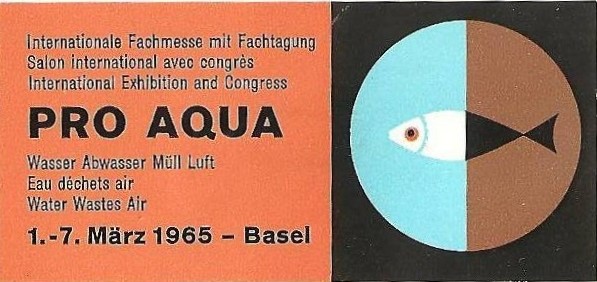 Internationale Fachmesse mit Fachtagung
Salon international avec congrès
International Exhibition and Congress
PRO AQUA
Wasser Abwasser Müll Luft
Eau déchets air
Water Wastes Air
1.-7. März 1965 – Basel